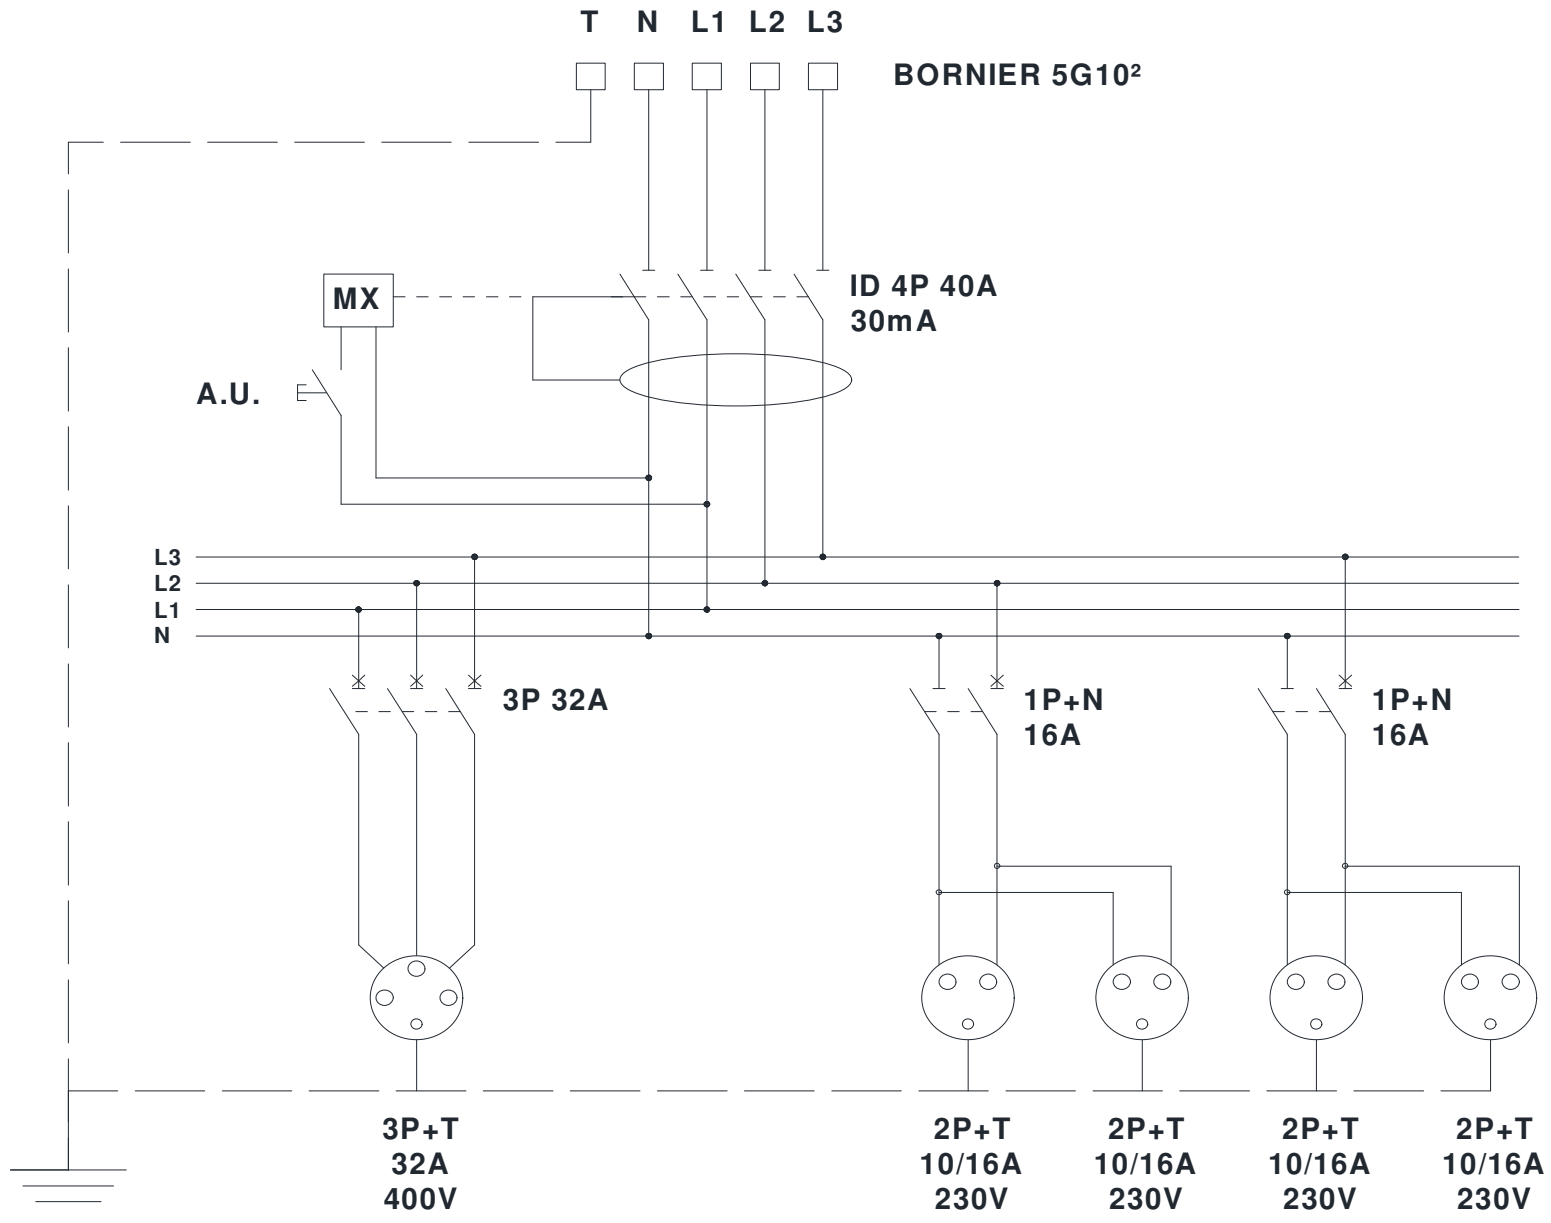 T N L1 L2 L3
BORNIER 5G10²
ID 4P 40A
30mA
MX
A.U.
L3
L2
L1
N
3P 32A
1P+N
16A
1P+N
16A
3P+T
32A
400V
2P+T
10/16A
230V
2P+T
10/16A
230V
2P+T
10/16A
230V
2P+T
10/16A
230V